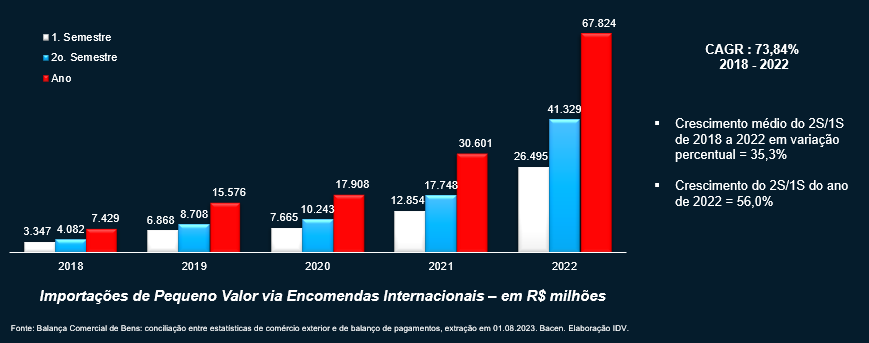 1. Semestre
2o. Semestre
Ano
3.347 4.082 7.429
6.868 8.708 15.576
7.665 10.243 17.908
12.854 17.748 30.601
26.495 41.329 67.824
2018 2019 2020 2021 2022
Importações de Pequeno Valor via Encomendas Internacionais – em R$ milhões
CAGR : 73,84%
2018 - 2022
▪ Crescimento médio do 2S/1S
de 2018 a 2022 em variação
percentual = 35,3%
▪ Crescimento do 2S/1S do ano
de 2022 = 56,0%
Fonte: Balança Comercial de Bens: conciliação entre estatísticas de comércio exterior e de balanço de pagamentos, extração em 01.08.2023. Bacen. Elaboração IDV.